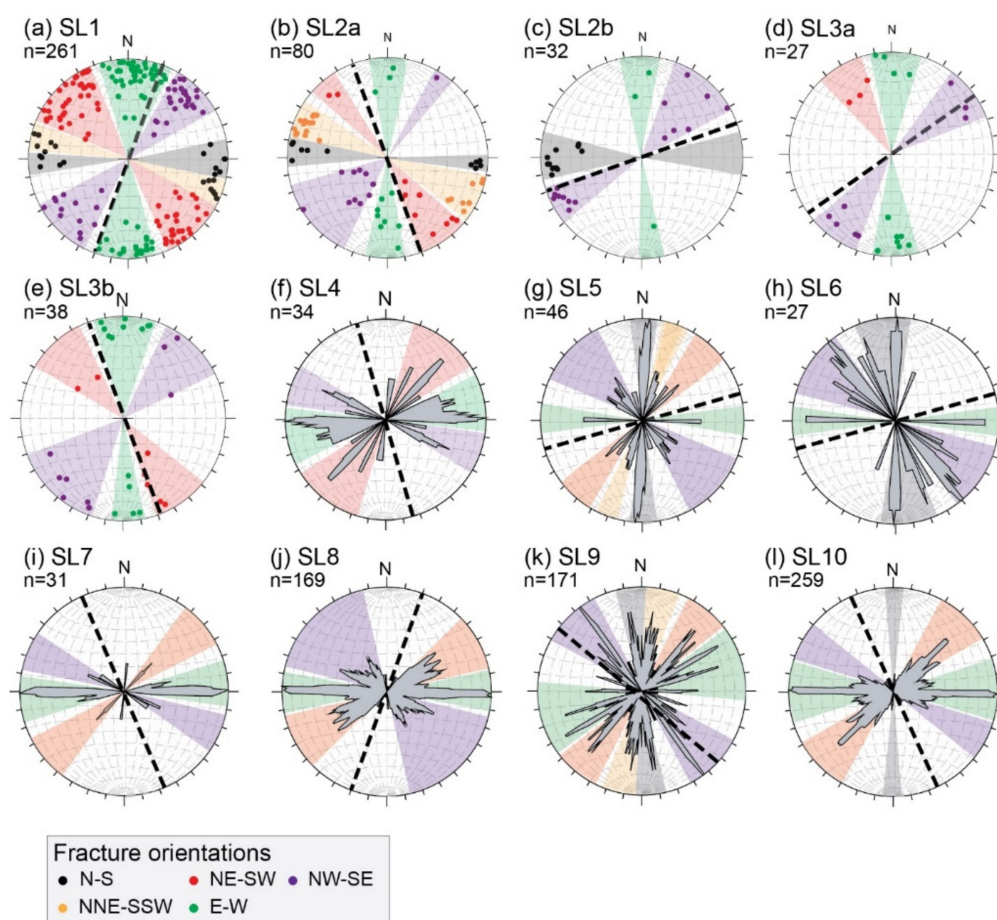 (a) SL1
n=261
N
(b) SL2a
n=80
N
(c) SL2b
n=32
N
(d) SL3a
n=27
N
(e) SL3b
n=38
N
(f) SL4
n=34
N
(g) SL5
n=46
N
(h) SL6
n=27
N
(i) SL7
n=31
N
(j) SL8
n=169
N
(k) SL9
n=171
N
(l) SL10
n=259
N
Fracture orientations
N-S NE-SW NW-SE
NNE-SSW E-W